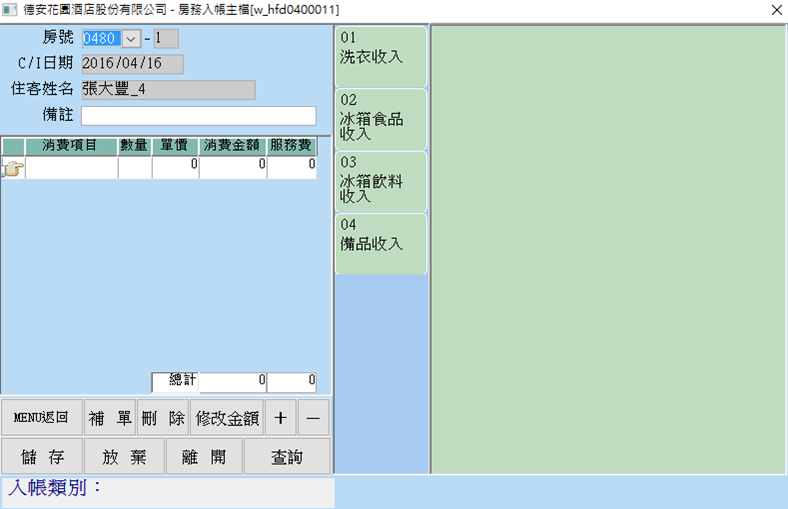 德安花園酒店股份有限公司 - 房務入帳主檔[w_hfd0400011]
房號 0480 - 1
C/I日期 2016/04/16
住客姓名 張大豐_4
備註
消費項目 數量 單價 消費金額 服務費
0 0 0
總計 0 0
MENU返回 補 單 刪 除 修改金額 + －
儲 存 放 棄 離 開 查詢
入帳類別：
01
洗衣收入
02
冰箱食品
收入
03
冰箱飲料
收入
04
備品收入